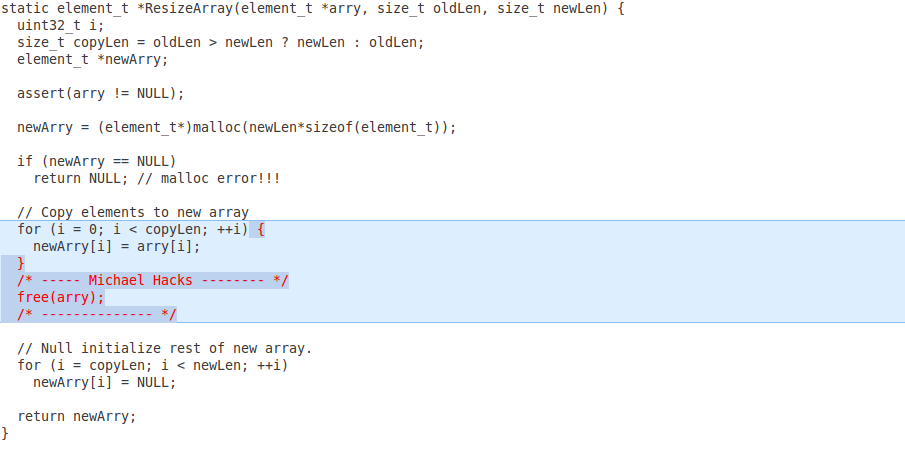 static element_t *ResizeArray(element_t *arry, size_t oldLen, size_t newLen) {
  uint32_t i;
  size_t copyLen = oldLen > newLen ? newLen : oldLen;
  element_t *newArry;

  assert(arry != NULL);

  newArry = (element_t*)malloc(newLen*sizeof(element_t));

  if (newArry == NULL)
    return NULL; // malloc error!!!

  // Copy elements to new array
  for (i = 0; i < copyLen; ++i) {
    newArry[i] = arry[i];
  }
  /* ----- Michael Hacks -------- */
  free(arry);
  /* -------------- */

  // Null initialize rest of new array.
  for (i = copyLen; i < newLen; ++i)
    newArry[i] = NULL;

  return newArry;
}